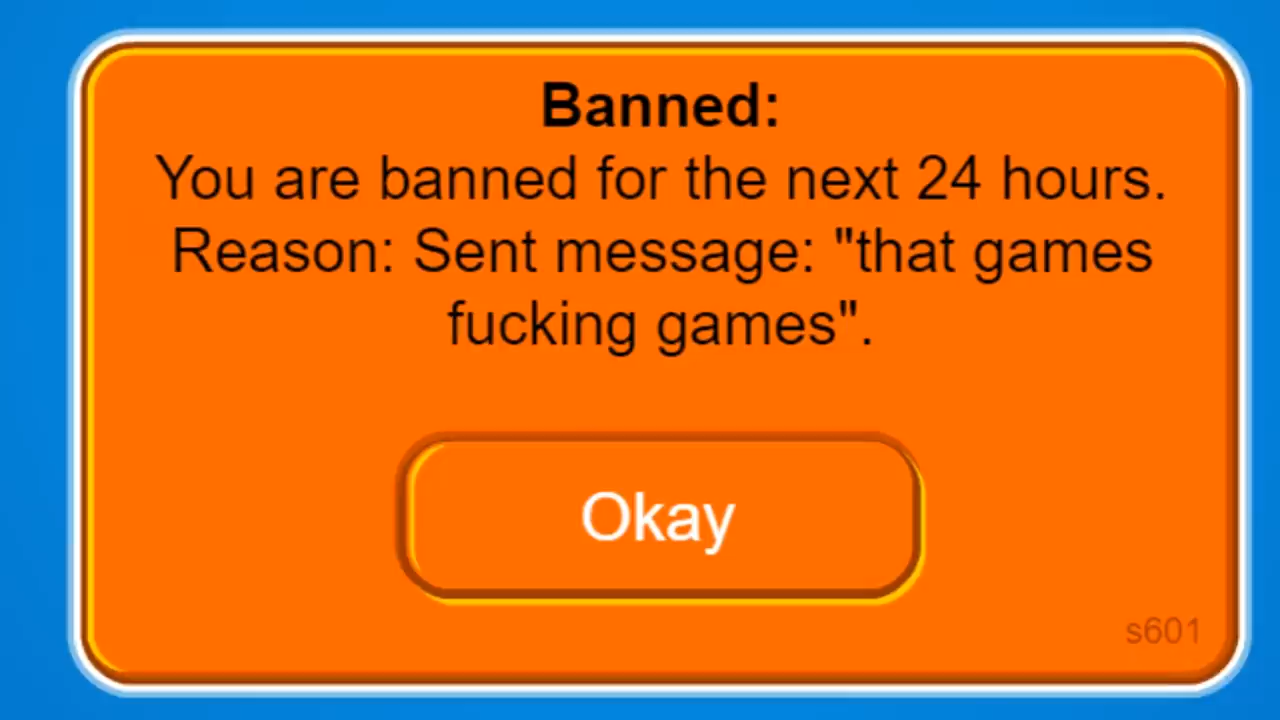 Banned:
You are banned for the next 24 hours.
Reason: Sent message: "that games
fucking games".
Okay
s601